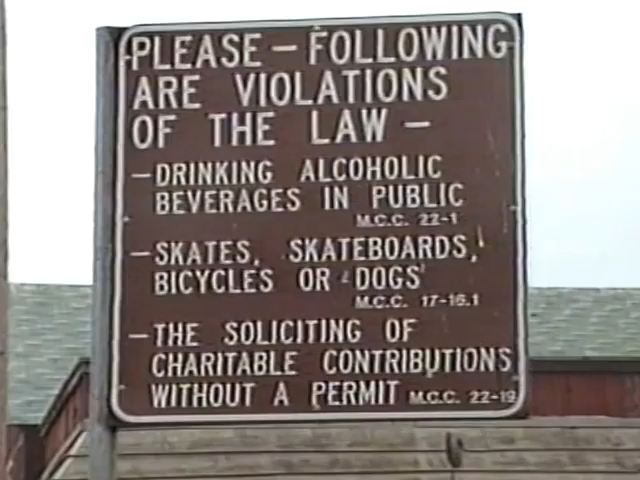 PLEASE — FOLLOWING
ARE VIOLATIONS
OF THE LAW —
— DRINKING ALCOHOLIC
BEVERAGES IN PUBLIC
M.C.C. 22-1
— SKATES, SKATEBOARDS,
BICYCLES OR DOGS
M.C.C. 17-16.1
— THE SOLICITING OF
CHARITABLE CONTRIBUTIONS
WITHOUT A PERMIT M.C.C. 22-19